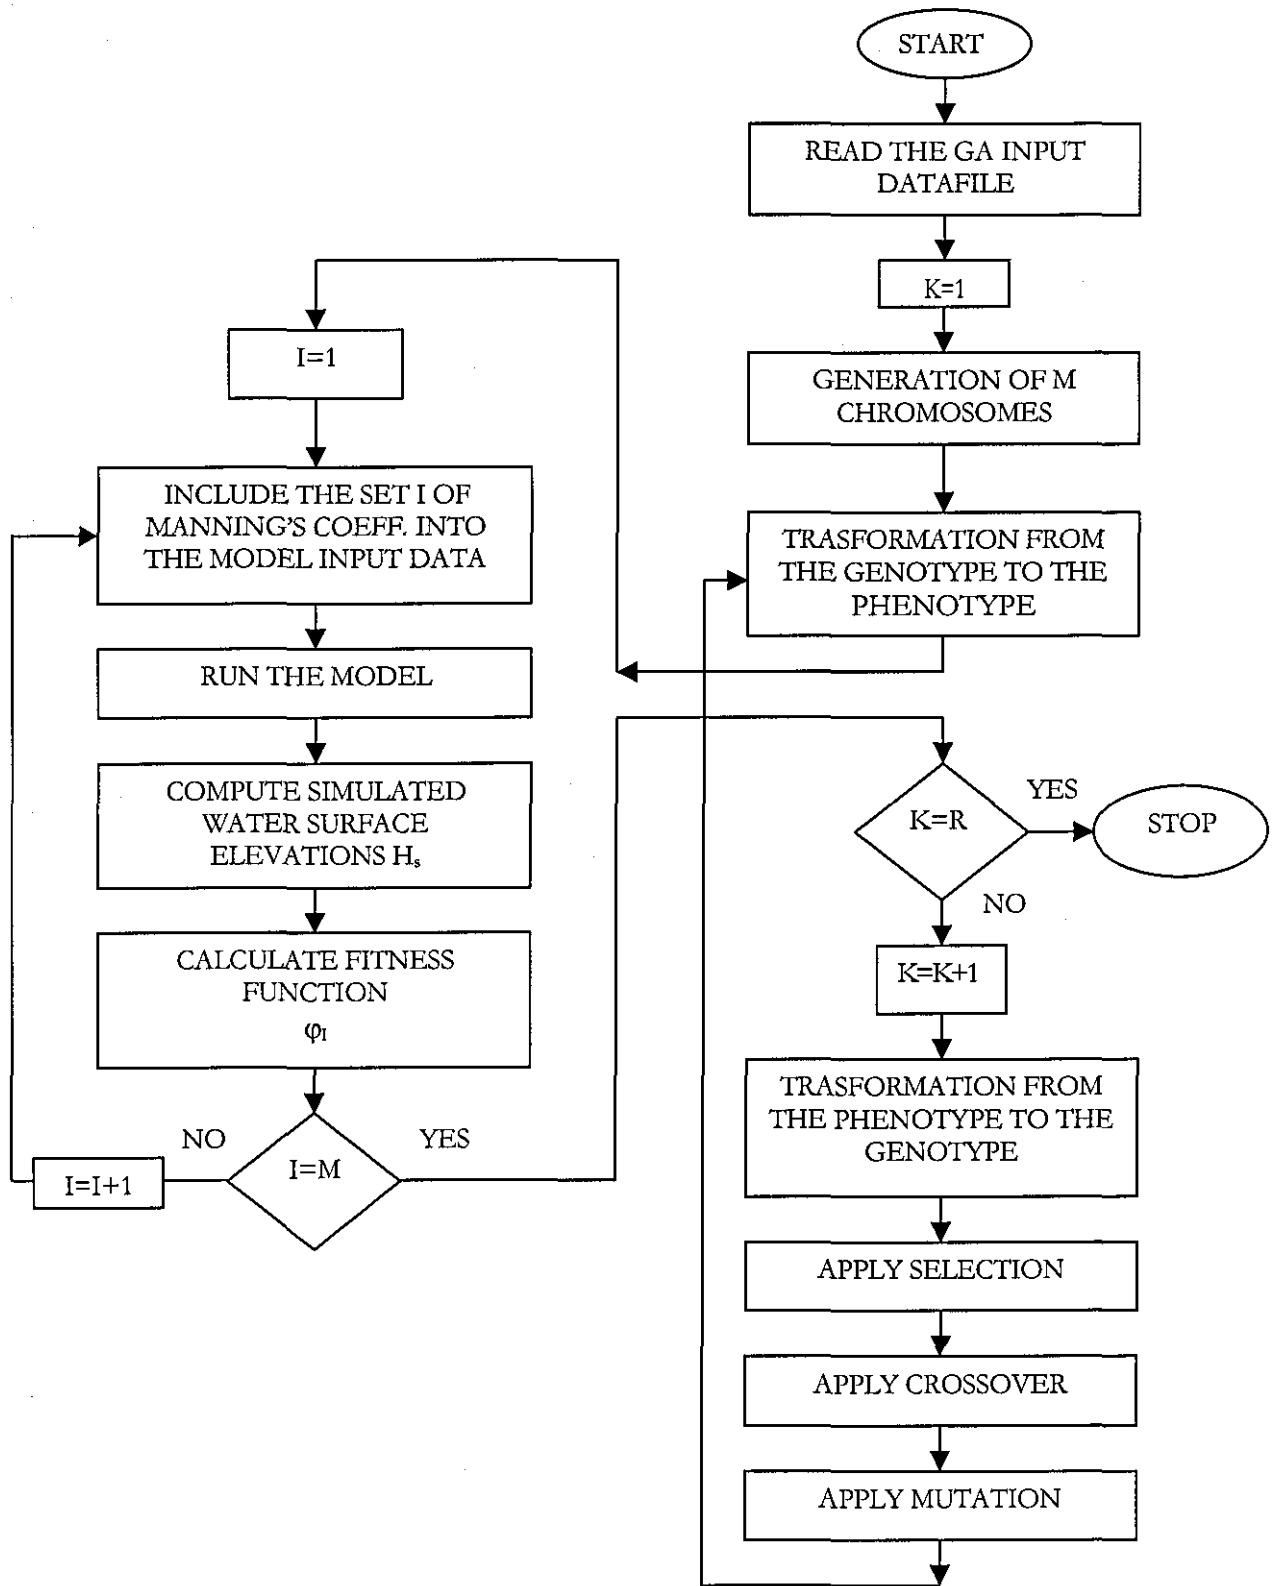 START
READ THE GA INPUT
DATAFILE
K=1
GENERATION OF M
CHROMOSOMES
TRASFORMATION FROM
THE GENOTYPE TO THE
PHENOTYPE
I=1
INCLUDE THE SET I OF
MANNING'S COEFF. INTO
THE MODEL INPUT DATA
RUN THE MODEL
COMPUTE SIMULATED
WATER SURFACE
ELEVATIONS Hₛ
CALCULATE FITNESS
FUNCTION
φI
I=M
NO
YES
I=I+1
K=R
YES
STOP
NO
K=K+1
TRASFORMATION FROM
THE PHENOTYPE TO THE
GENOTYPE
APPLY SELECTION
APPLY CROSSOVER
APPLY MUTATION